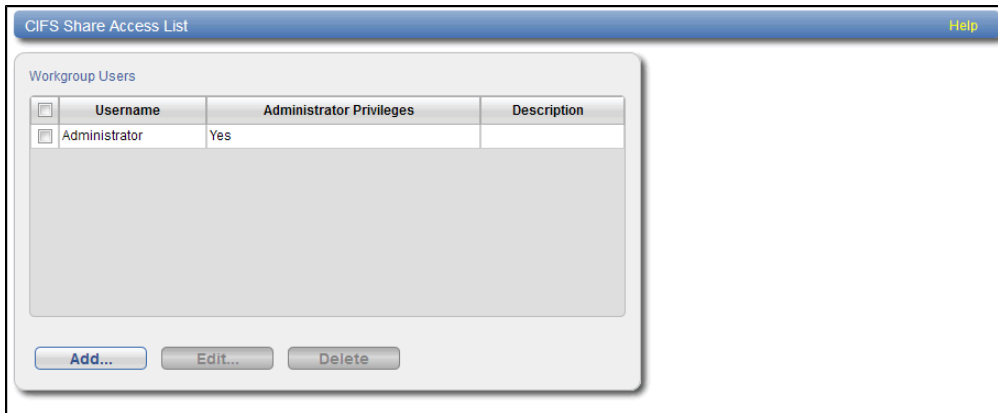 CIFS Share Access List Help
Workgroup Users
Username Administrator Privileges Description
Administrator Yes
Add... Edit... Delete